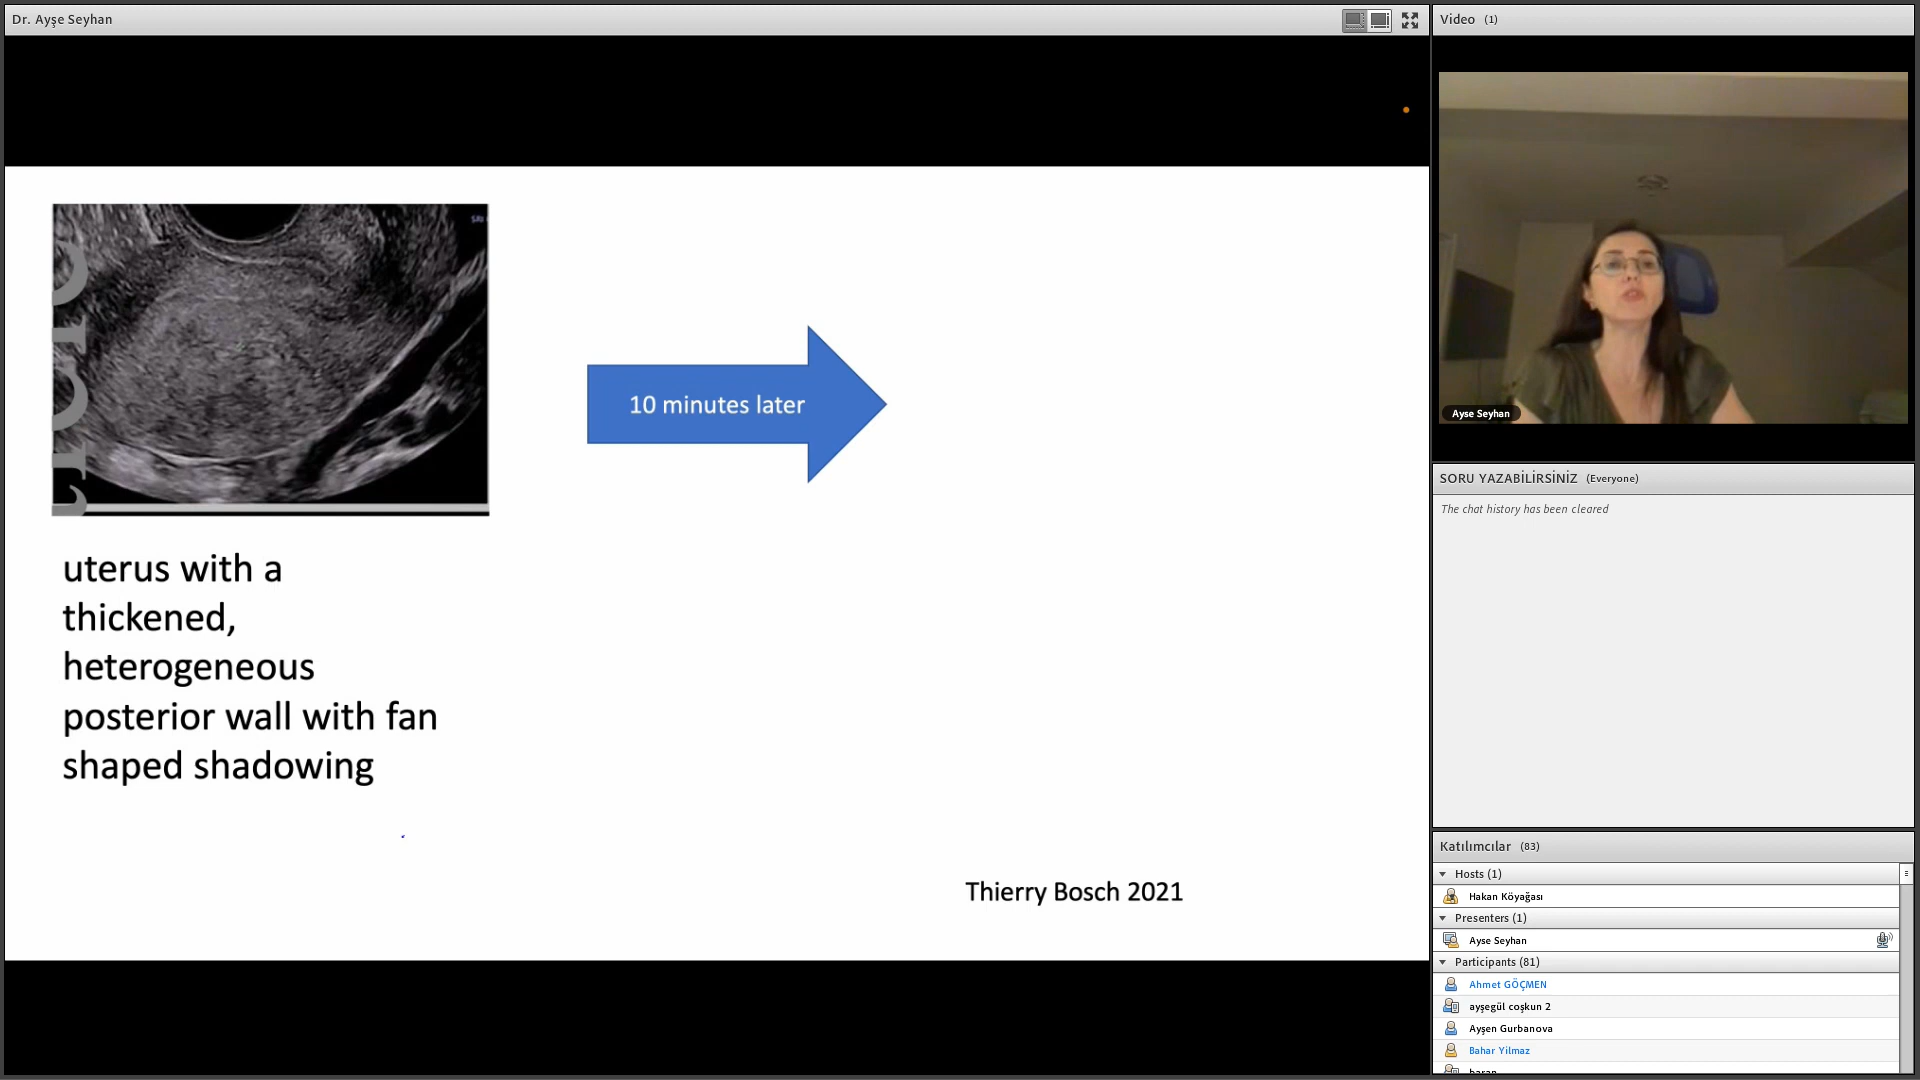 Dr. Ayşe Seyhan
uterus with a
thickened,
heterogeneous
posterior wall with fan
shaped shadowing
10 minutes later
Thierry Bosch 2021
Video (1)
Ayse Seyhan
SORU YAZABİLİRSİNİZ (Everyone)
The chat history has been cleared
Katılımcılar (83)
Hosts (1)
Hakan Köyağası
Presenters (1)
Ayse Seyhan
Participants (81)
Ahmet GÖÇMEN
ayşegül coşkun 2
Ayşen Gurbanova
Bahar Yilmaz